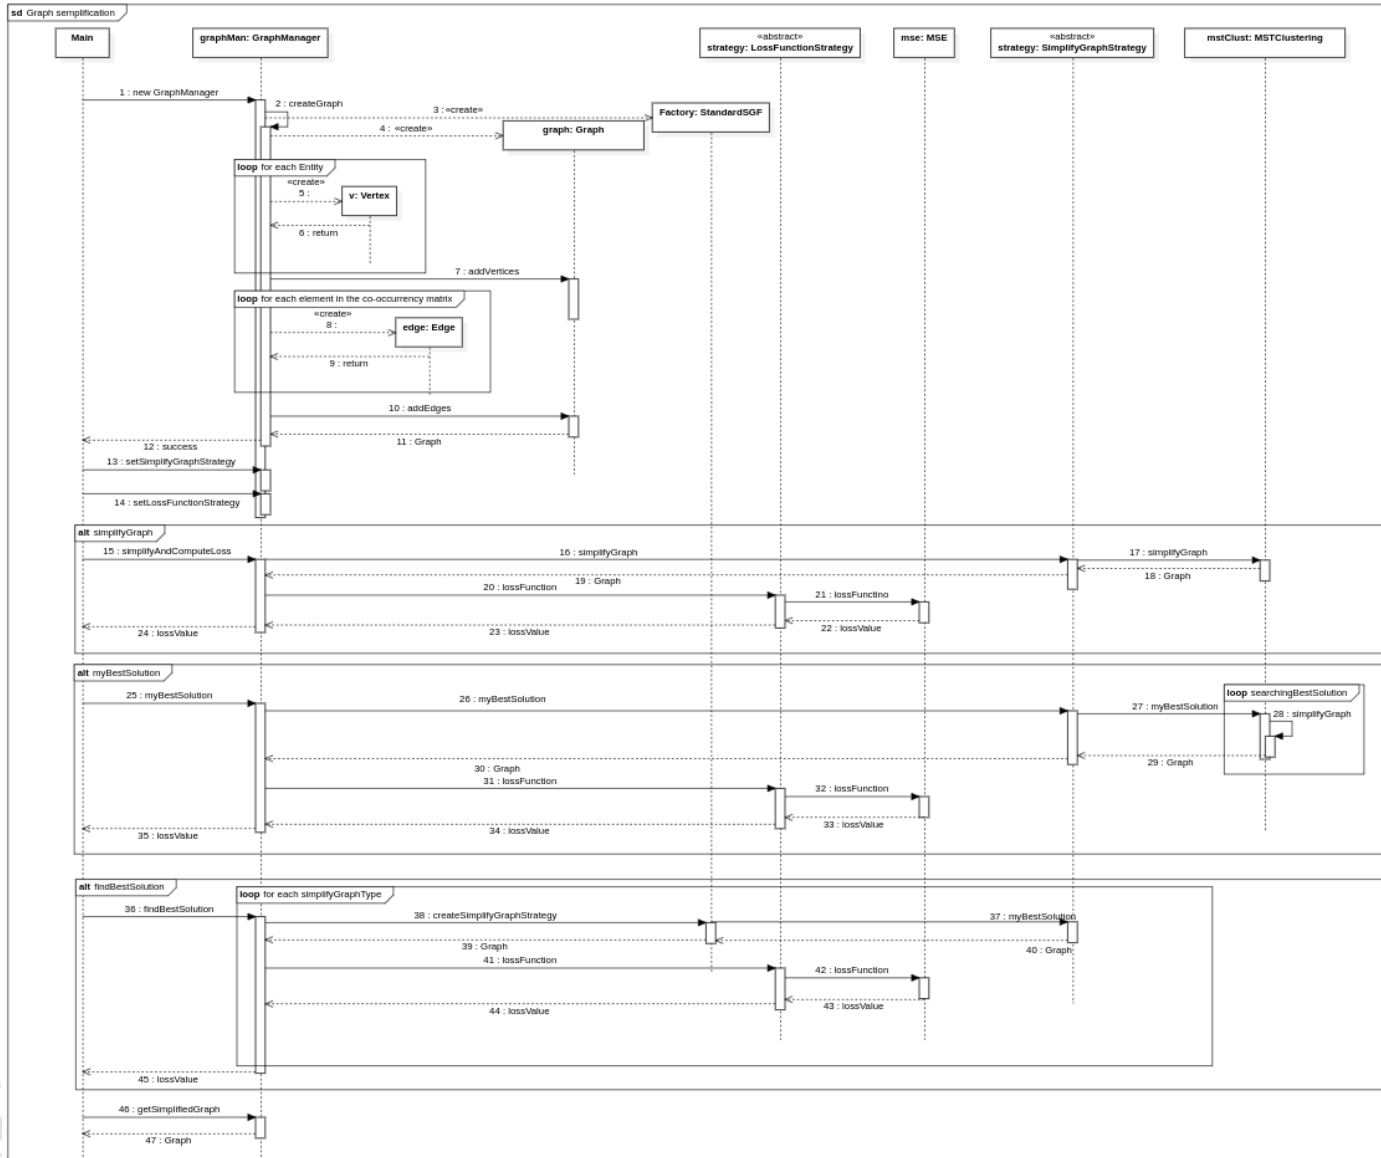 sd Graph semplification
Main
graphMan: GraphManager
«abstract»
strategy: LossFunctionStrategy
mse: MSE
«abstract»
strategy: SimplifyGraphStrategy
mstClust: MSTClustering
1 : new GraphManager
2 : createGraph
3 : «create»
Factory: StandardSGF
4 : «create»
graph: Graph
loop for each Entity
«create»
5 :
v: Vertex
6 : return
7 : addVertices
loop for each element in the co-occurrency matrix
«create»
8 :
edge: Edge
9 : return
10 : addEdges
11 : Graph
12 : success
13 : setSimplifyGraphStrategy
14 : setLossFunctionStrategy
alt simplifyGraph
15 : simplifyAndComputeLoss
16 : simplifyGraph
17 : simplifyGraph
18 : Graph
19 : Graph
20 : lossFunction
21 : lossFunctino
22 : lossValue
23 : lossValue
24 : lossValue
alt myBestSolution
25 : myBestSolution
26 : myBestSolution
loop searchingBestSolution
27 : myBestSolution
28 : simplifyGraph
29 : Graph
30 : Graph
31 : lossFunction
32 : lossFunction
33 : lossValue
34 : lossValue
35 : lossValue
alt findBestSolution
loop for each simplifyGraphType
36 : findBestSolution
38 : createSimplifyGraphStrategy
37 : myBestSolution
39 : Graph
40 : Graph
41 : lossFunction
42 : lossFunction
43 : lossValue
44 : lossValue
45 : lossValue
46 : getSimplifiedGraph
47 : Graph